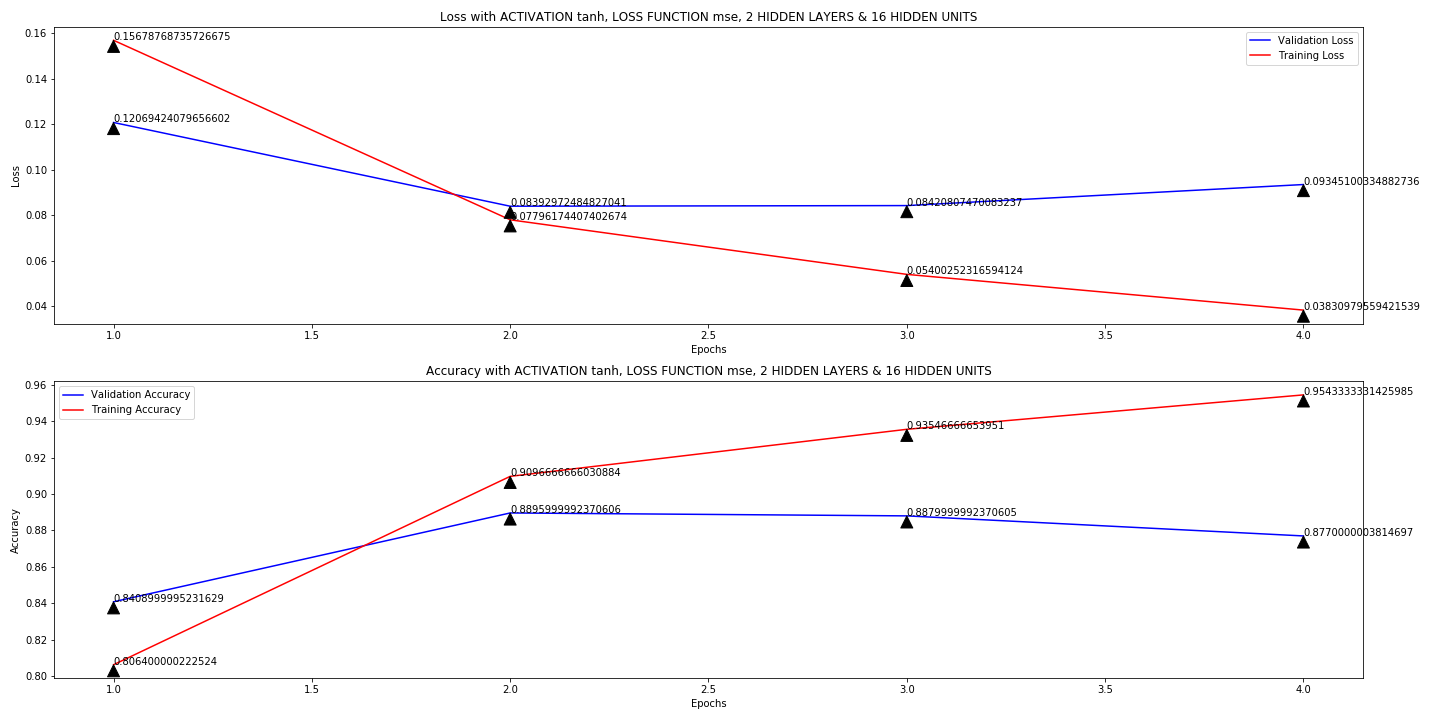 Loss with ACTIVATION tanh, LOSS FUNCTION mse, 2 HIDDEN LAYERS & 16 HIDDEN UNITS
0.16
0.14
0.12
0.10
0.08
0.06
0.04
Loss
0.15678768735726675
0.12069424079656602
0.08392972484827041
0.07796174407402674
0.08420807470083237
0.05400252316594124
0.09345100334882736
0.03830979559421539
Validation Loss
Training Loss
1.0 1.5 2.0 2.5 3.0 3.5 4.0
Epochs
Accuracy with ACTIVATION tanh, LOSS FUNCTION mse, 2 HIDDEN LAYERS & 16 HIDDEN UNITS
0.96
0.94
0.92
0.90
0.88
0.86
0.84
0.82
0.80
Accuracy
Validation Accuracy
Training Accuracy
0.8408999995231629
0.806400000222524
0.9096666666030884
0.8895999992370606
0.93546666653951
0.8879999992370605
0.9543333331425985
0.8770000003814697
1.0 1.5 2.0 2.5 3.0 3.5 4.0
Epochs